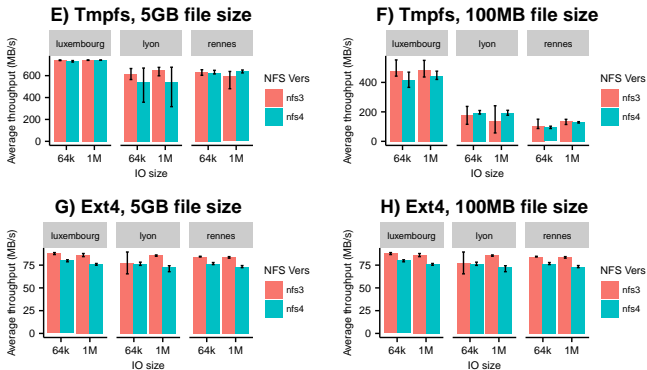 E) Tmpfs, 5GB file size
luxembourg lyon rennes
Average throughput (MB/s)
600
400
200
0
64k 1M 64k 1M 64k 1M
IO size
NFS Vers
nfs3
nfs4
F) Tmpfs, 100MB file size
luxembourg lyon rennes
Average throughput (MB/s)
400
200
0
64k 1M 64k 1M 64k 1M
IO size
NFS Vers
nfs3
nfs4
G) Ext4, 5GB file size
luxembourg lyon rennes
Average throughput (MB/s)
75
50
25
0
64k 1M 64k 1M 64k 1M
IO size
NFS Vers
nfs3
nfs4
H) Ext4, 100MB file size
luxembourg lyon rennes
Average throughput (MB/s)
75
50
25
0
64k 1M 64k 1M 64k 1M
IO size
NFS Vers
nfs3
nfs4